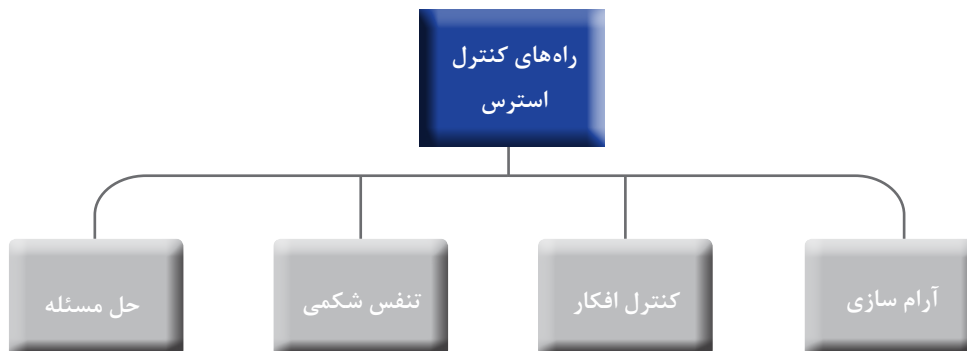 راه‌های کنترل
استرس
آرام سازی
کنترل افکار
تنفس شکمی
حل مسئله